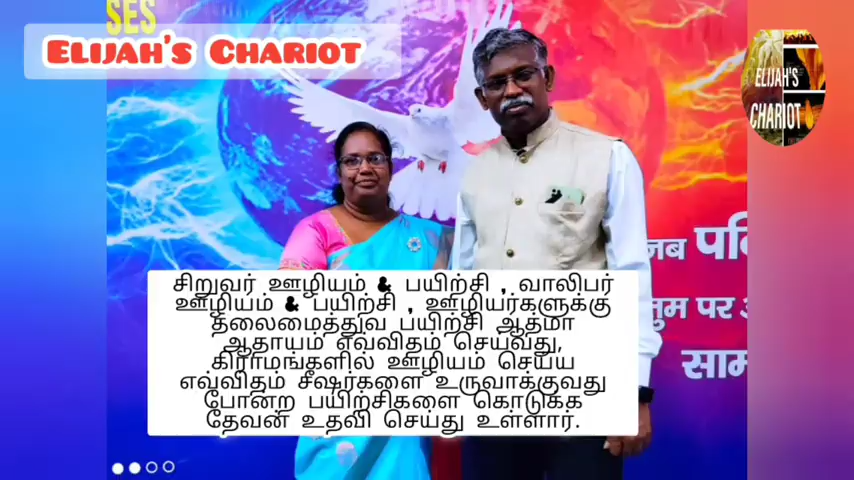 SES
ELIJAH'S CHARIOT
ELIJAH'S
CHARIOT
சிறுவர் ஊழியம் & பயிற்சி , வாலிபர்
ஊழியம் & பயிற்சி , ஊழியர்களுக்கு
தலைமைத்துவ பயிற்சி ஆத்மா
ஆதாயம் எவ்விதம் செய்வது,
கிராமங்களில் ஊழியம் செய்ய
எவ்விதம் சீஷர்களை உருவாக்குவது
போன்ற பயிற்சிகளை கொடுக்க
தேவன் உதவி செய்து உள்ளார்.